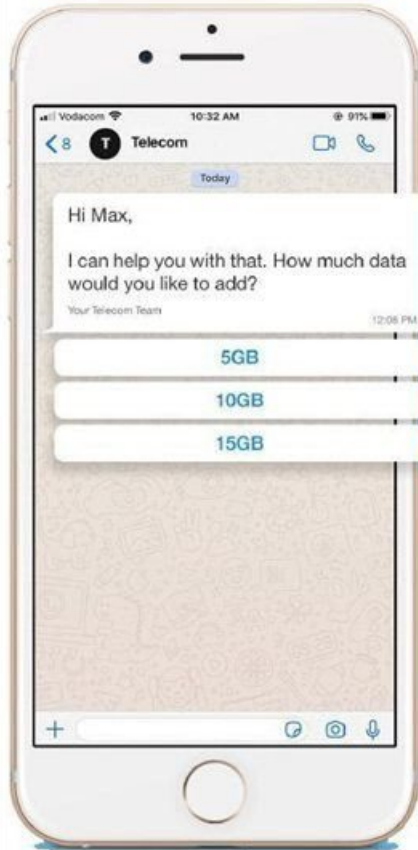 Vodacom 10:32 AM 91%
8 T Telecom
Today
Hi Max,
I can help you with that. How much data
would you like to add?
Your Telecom Team
12:08 PM
5GB
10GB
15GB